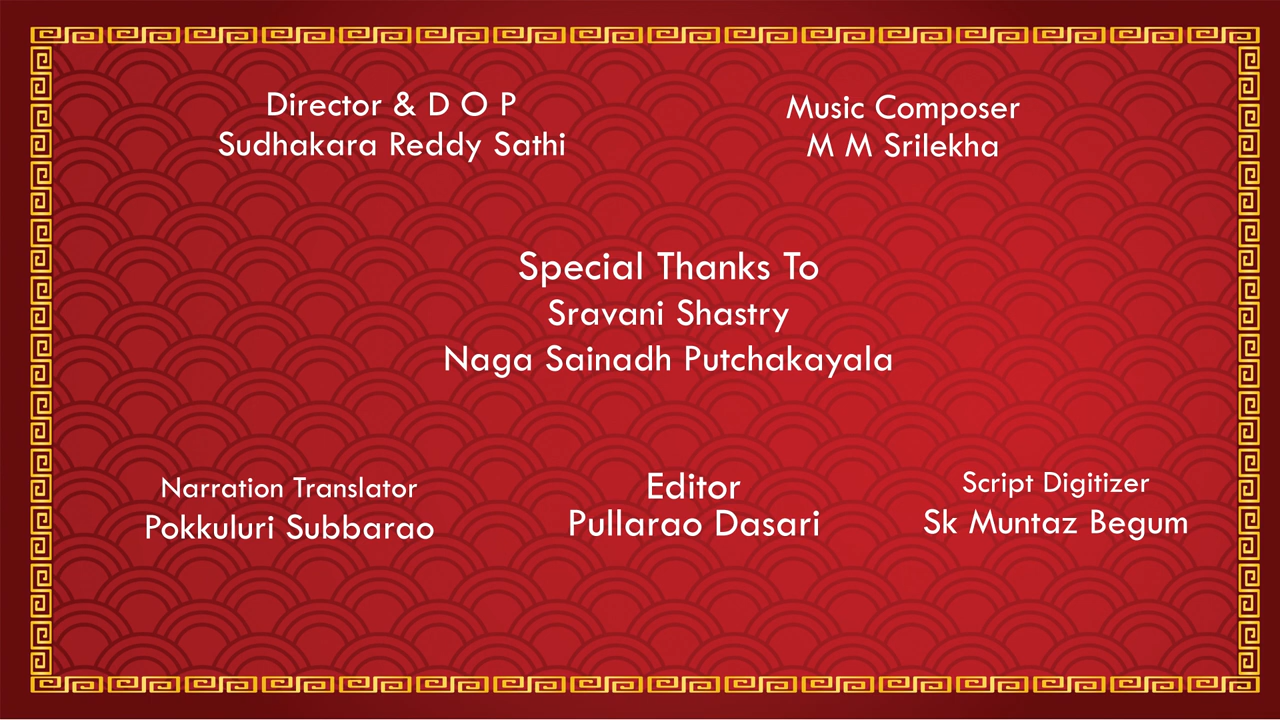 Director & D O P
Sudhakara Reddy Sathi
Music Composer
M M Srilekha
Special Thanks To
Sravani Shastry
Naga Sainadh Putchakayala
Narration Translator
Pokkuluri Subbarao
Editor
Pullarao Dasari
Script Digitizer
Sk Muntaz Begum